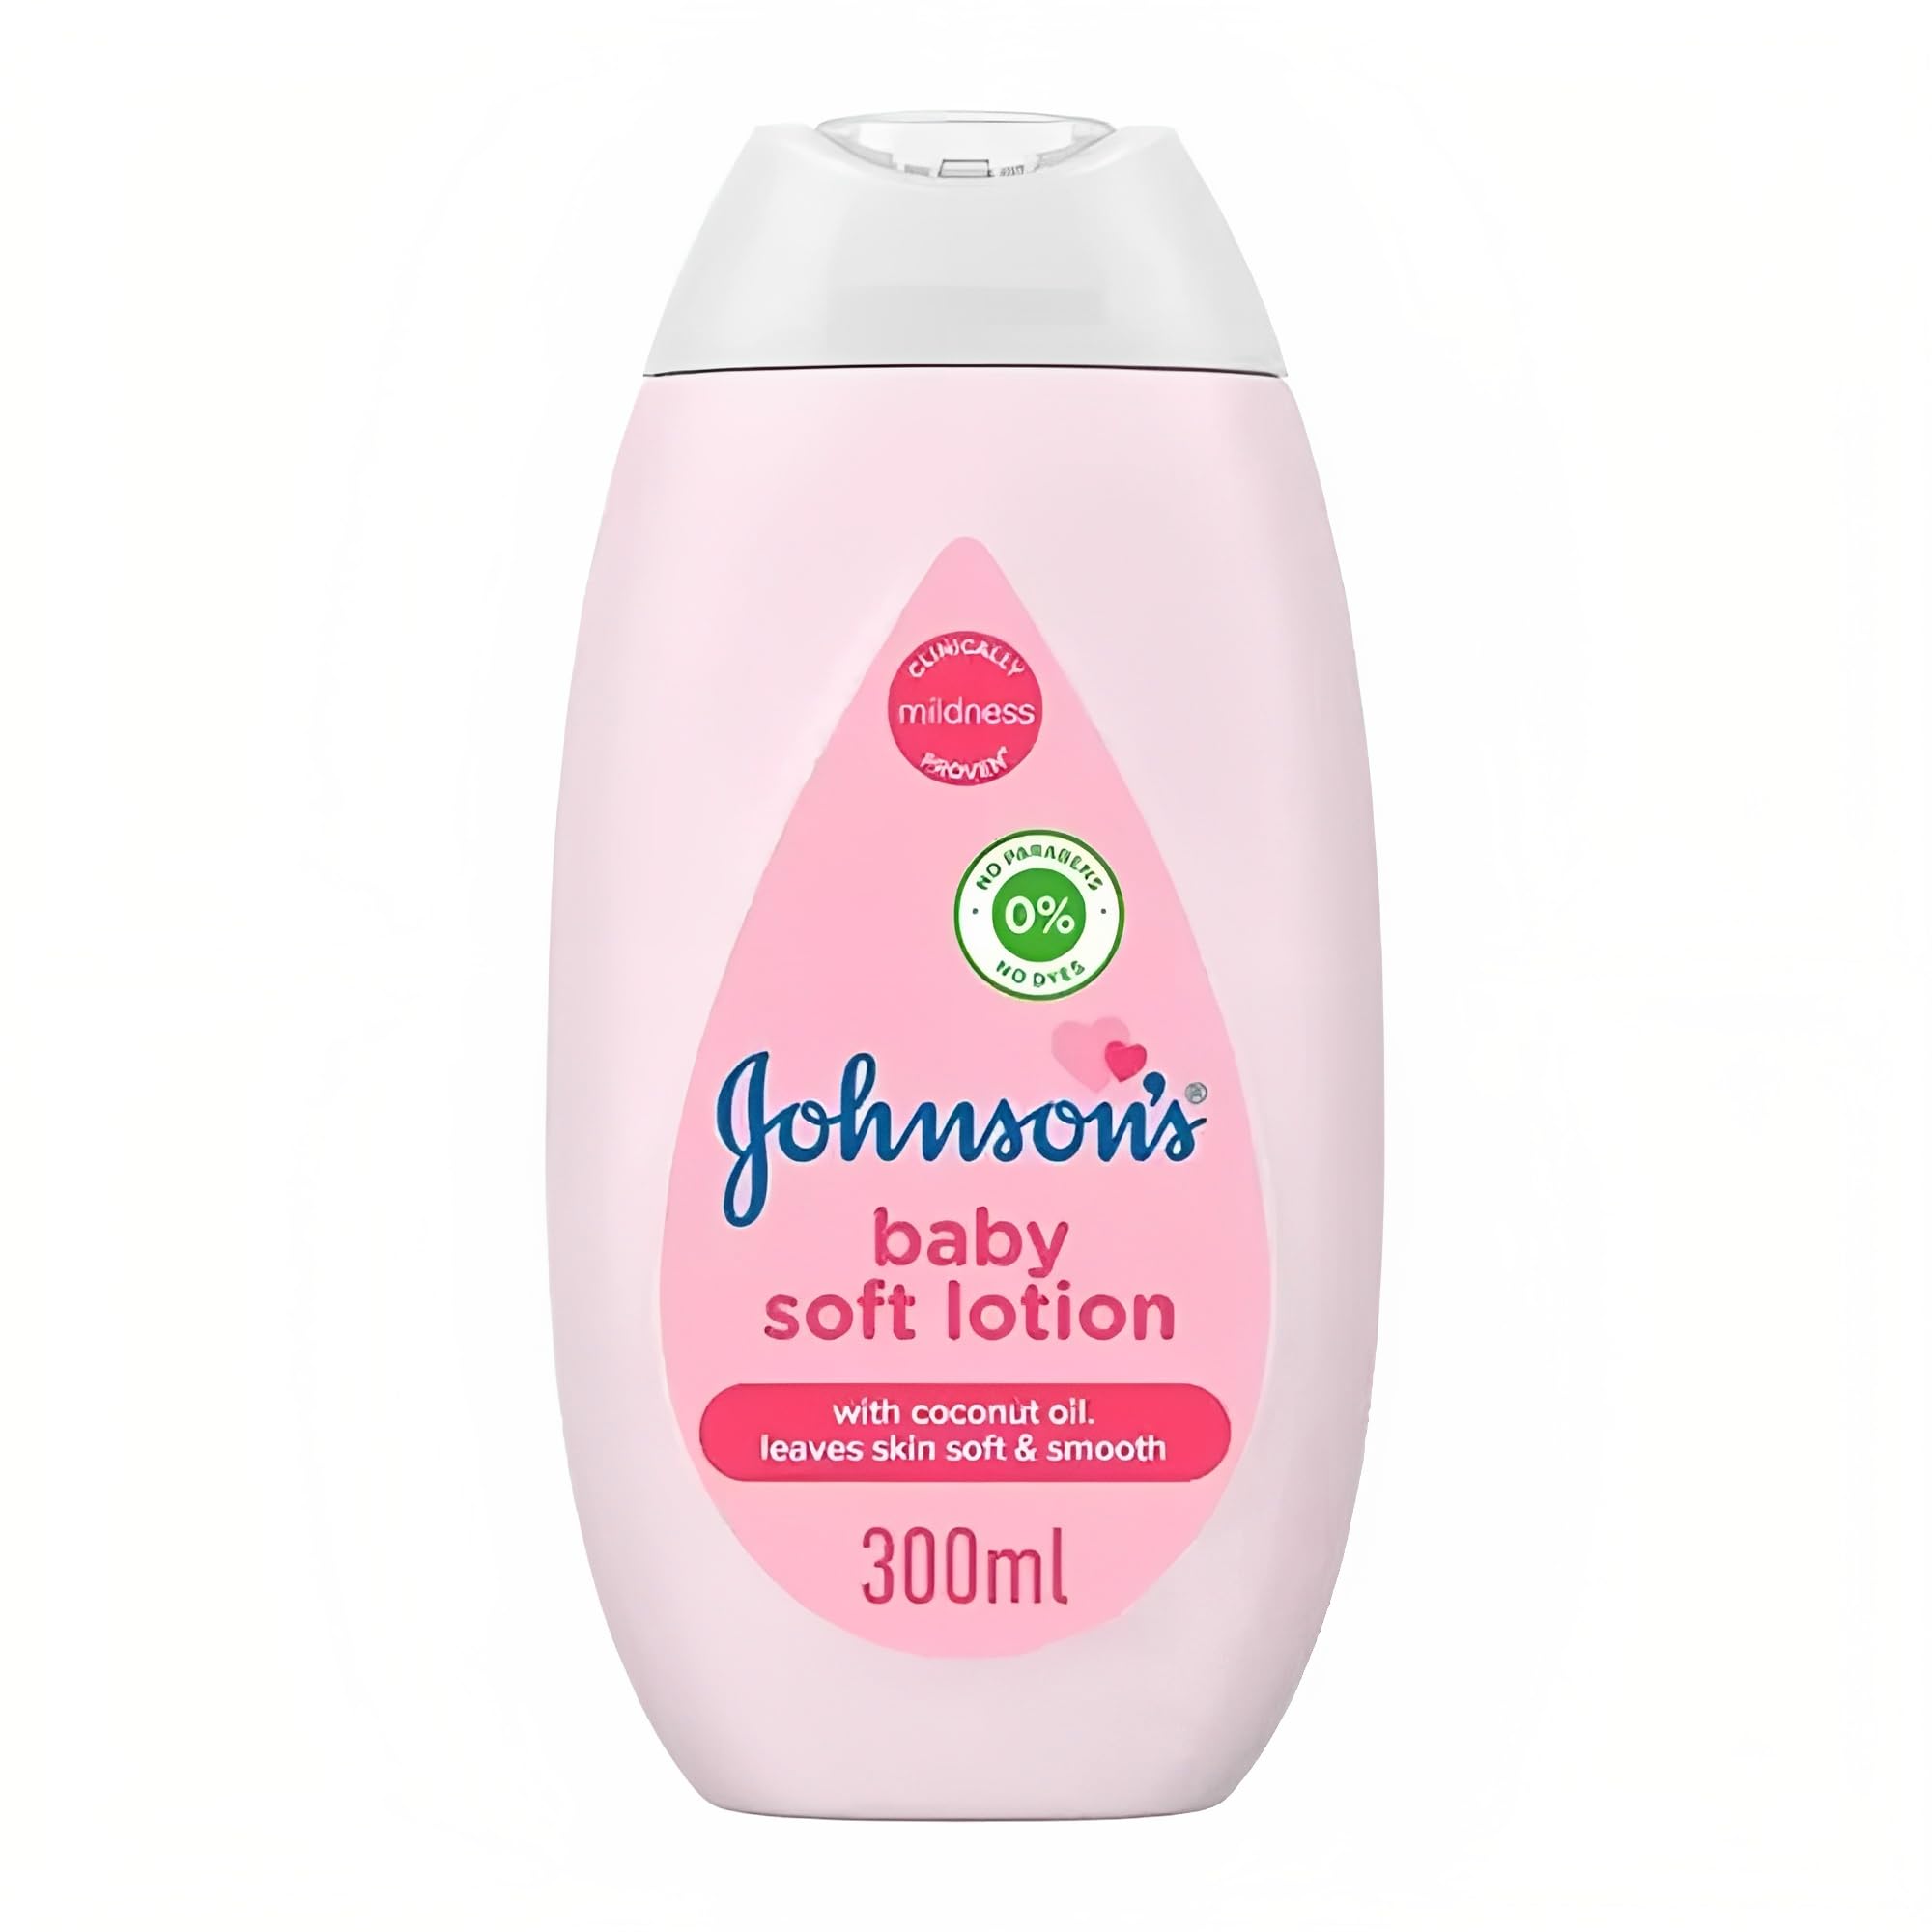 CLINICALLY
mildness
PROVEN
NO PARABENS
0%
NO DYES
Johnson's®
baby
soft lotion
with coconut oil.
leaves skin soft & smooth
300ml